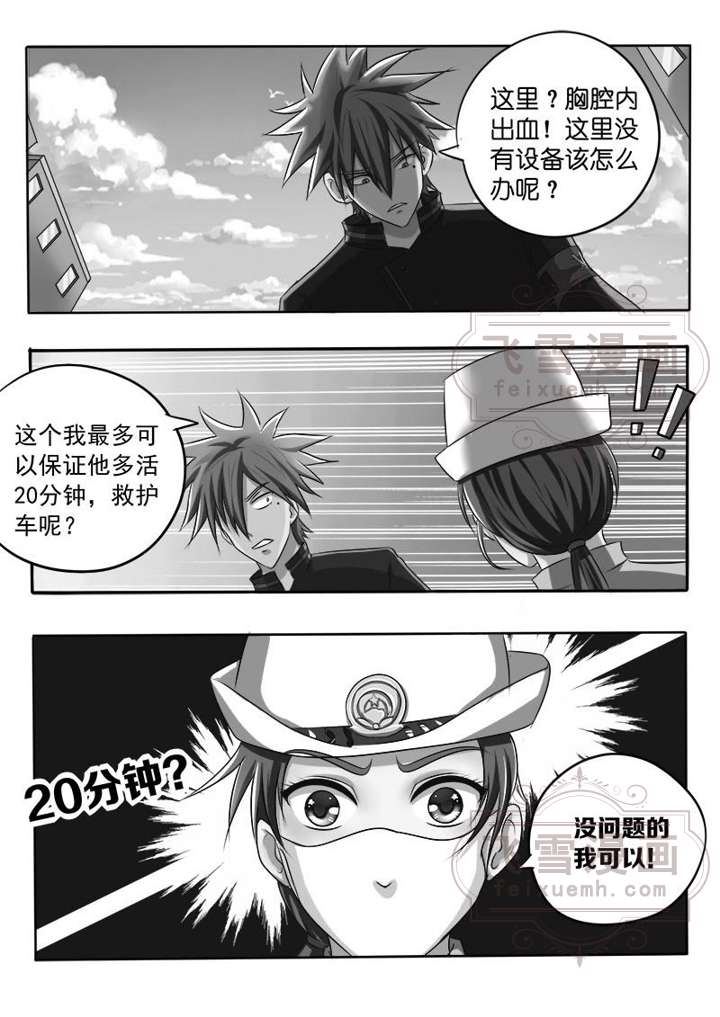 这里？胸腔内
出血！这里没
有设备该怎么
办呢？
飞雪漫画
feixuemh.com
!!
这个我最多可
以保证他多活
20分钟，救护
车呢？
20分钟？
没问题的
我可以！
飞雪漫画
feixuemh.com